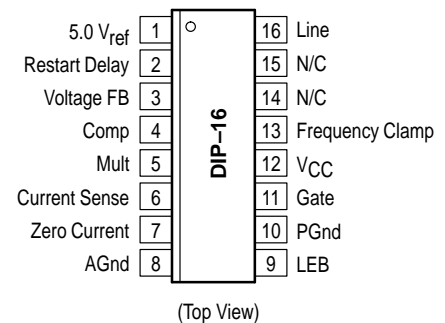 5.0 Vref 1
Restart Delay 2
Voltage FB 3
Comp 4
Mult 5
Current Sense 6
Zero Current 7
AGnd 8
DIP–16
16 Line
15 N/C
14 N/C
13 Frequency Clamp
12 VCC
11 Gate
10 PGnd
9 LEB
(Top View)